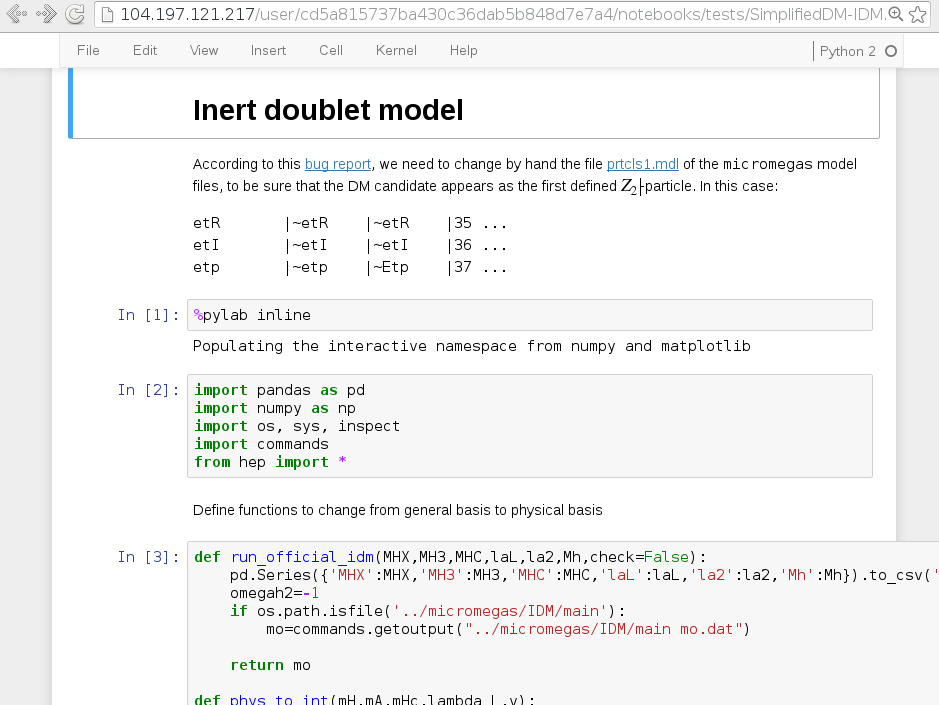 104.197.121.217/user/cd5a815737ba430c36dab5b848d7e7a4/notebooks/tests/SimplifiedDM-IDM.
File Edit View Insert Cell Kernel Help Python 2
Inert doublet model
According to this bug report, we need to change by hand the file prtcls1.mdl of the micromegas model
files, to be sure that the DM candidate appears as the first defined Z2-particle. In this case:
etR |~etR |~etR |35 ...
etI |~etI |~etI |36 ...
etp |~etp |~Etp |37 ...
In [1]: %pylab inline
Populating the interactive namespace from numpy and matplotlib
In [2]: import pandas as pd
import numpy as np
import os, sys, inspect
import commands
from hep import *
Define functions to change from general basis to physical basis
In [3]: def run_official_idm(MHX,MH3,MHC,laL,la2,Mh,check=False):
pd.Series({'MHX':MHX,'MH3':MH3,'MHC':MHC,'laL':laL,'la2':la2,'Mh':Mh}).to_csv('
omegah2=-1
if os.path.isfile('../micromegas/IDM/main'):
mo=commands.getoutput("../micromegas/IDM/main mo.dat")
return mo
def phys_to_int(mH,mA,mHc,lambda_L,v):